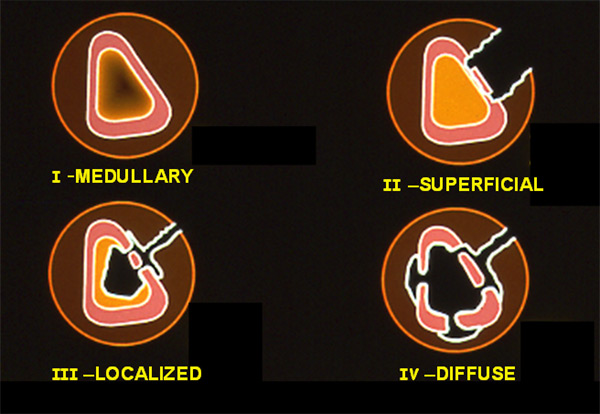 I -MEDULLARY
II –SUPERFICIAL
III –LOCALIZED
IV –DIFFUSE